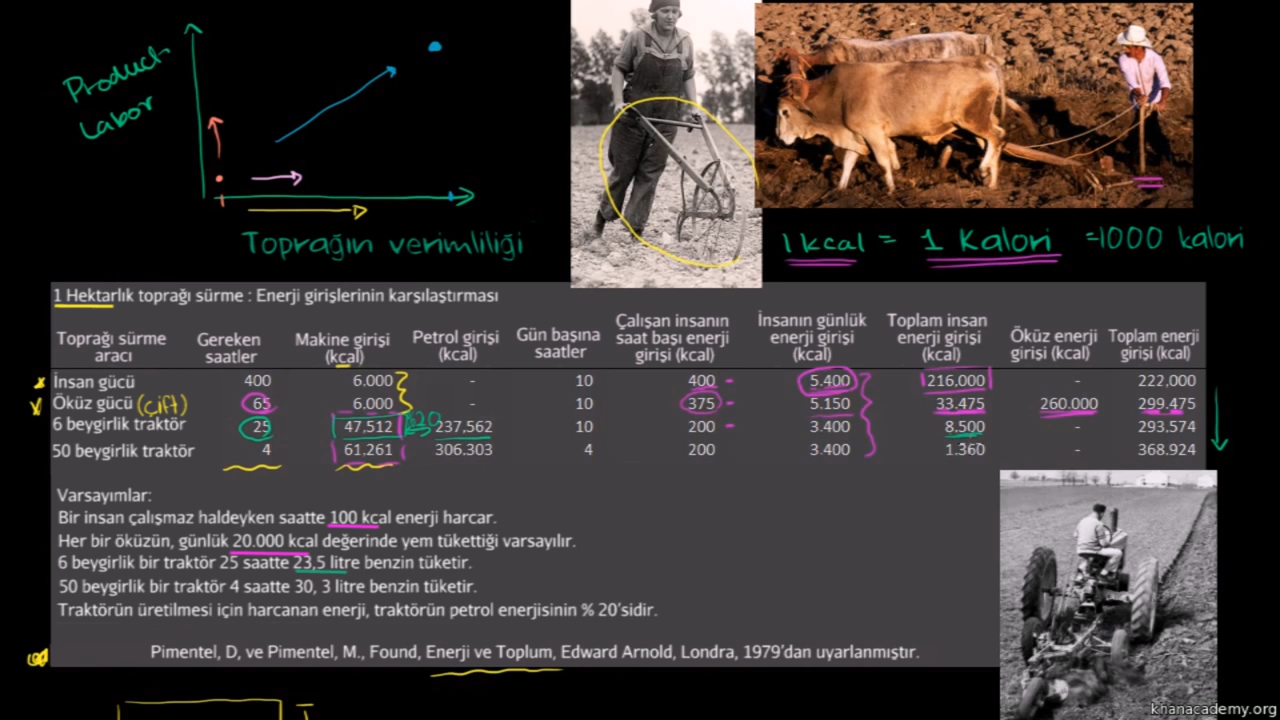 Product
Labor
Toprağın verimliliği
1 kcal = 1 Kalori =1000 kalori
1 Hektarlık toprağı sürme : Enerji girişlerinin karşılaştırması
Toprağı sürme aracı Gereken saatler Makine girişi (kcal) Petrol girişi (kcal) Gün başına saatler Çalışan insanın saat başı enerji girişi (kcal) İnsanın günlük enerji girişi (kcal) Toplam insan enerji girişi (kcal) Öküz enerji girişi (kcal) Toplam enerji girişi (kcal)
İnsan gücü 400 6.000 - 10 400 - 5.400 216,000 - 222,000
Öküz gücü (çift) 65 6.000 - 10 375 - 5.150 33.475 260.000 299.475
6 beygirlik traktör 25 47,512 237,562 10 200 - 3.400 8.500 - 293.574
50 beygirlik traktör 4 61,261 306.303 4 200 3.400 1.360 - 368.924
Varsayımlar:
Bir insan çalışmaz haldeyken saatte 100 kcal enerji harcar.
Her bir öküzün, günlük 20.000 kcal değerinde yem tükettiği varsayılır.
6 beygirlik bir traktör 25 saatte 23,5 litre benzin tüketir.
50 beygirlik bir traktör 4 saatte 30, 3 litre benzin tüketir.
Traktörün üretilmesi için harcanan enerji, traktörün petrol enerjisinin % 20'sidir.
Pimentel, D, ve Pimentel, M., Found, Enerji ve Toplum, Edward Arnold, Londra, 1979'dan uyarlanmıştır.
khanacademy.org